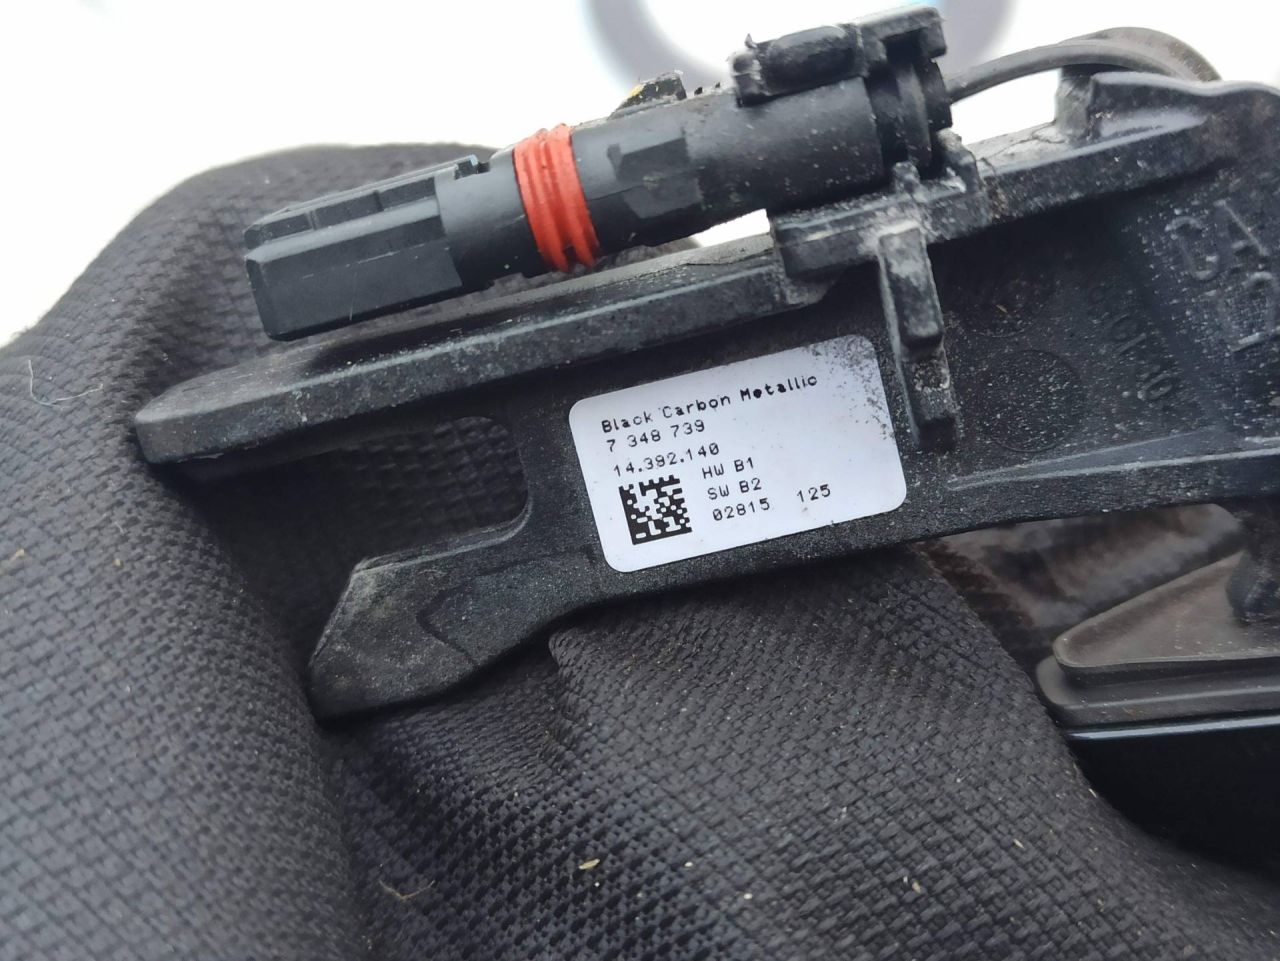 Black Carbon Metallic
7 348 739
14.392.140
HW B1
SW B2
02815 125